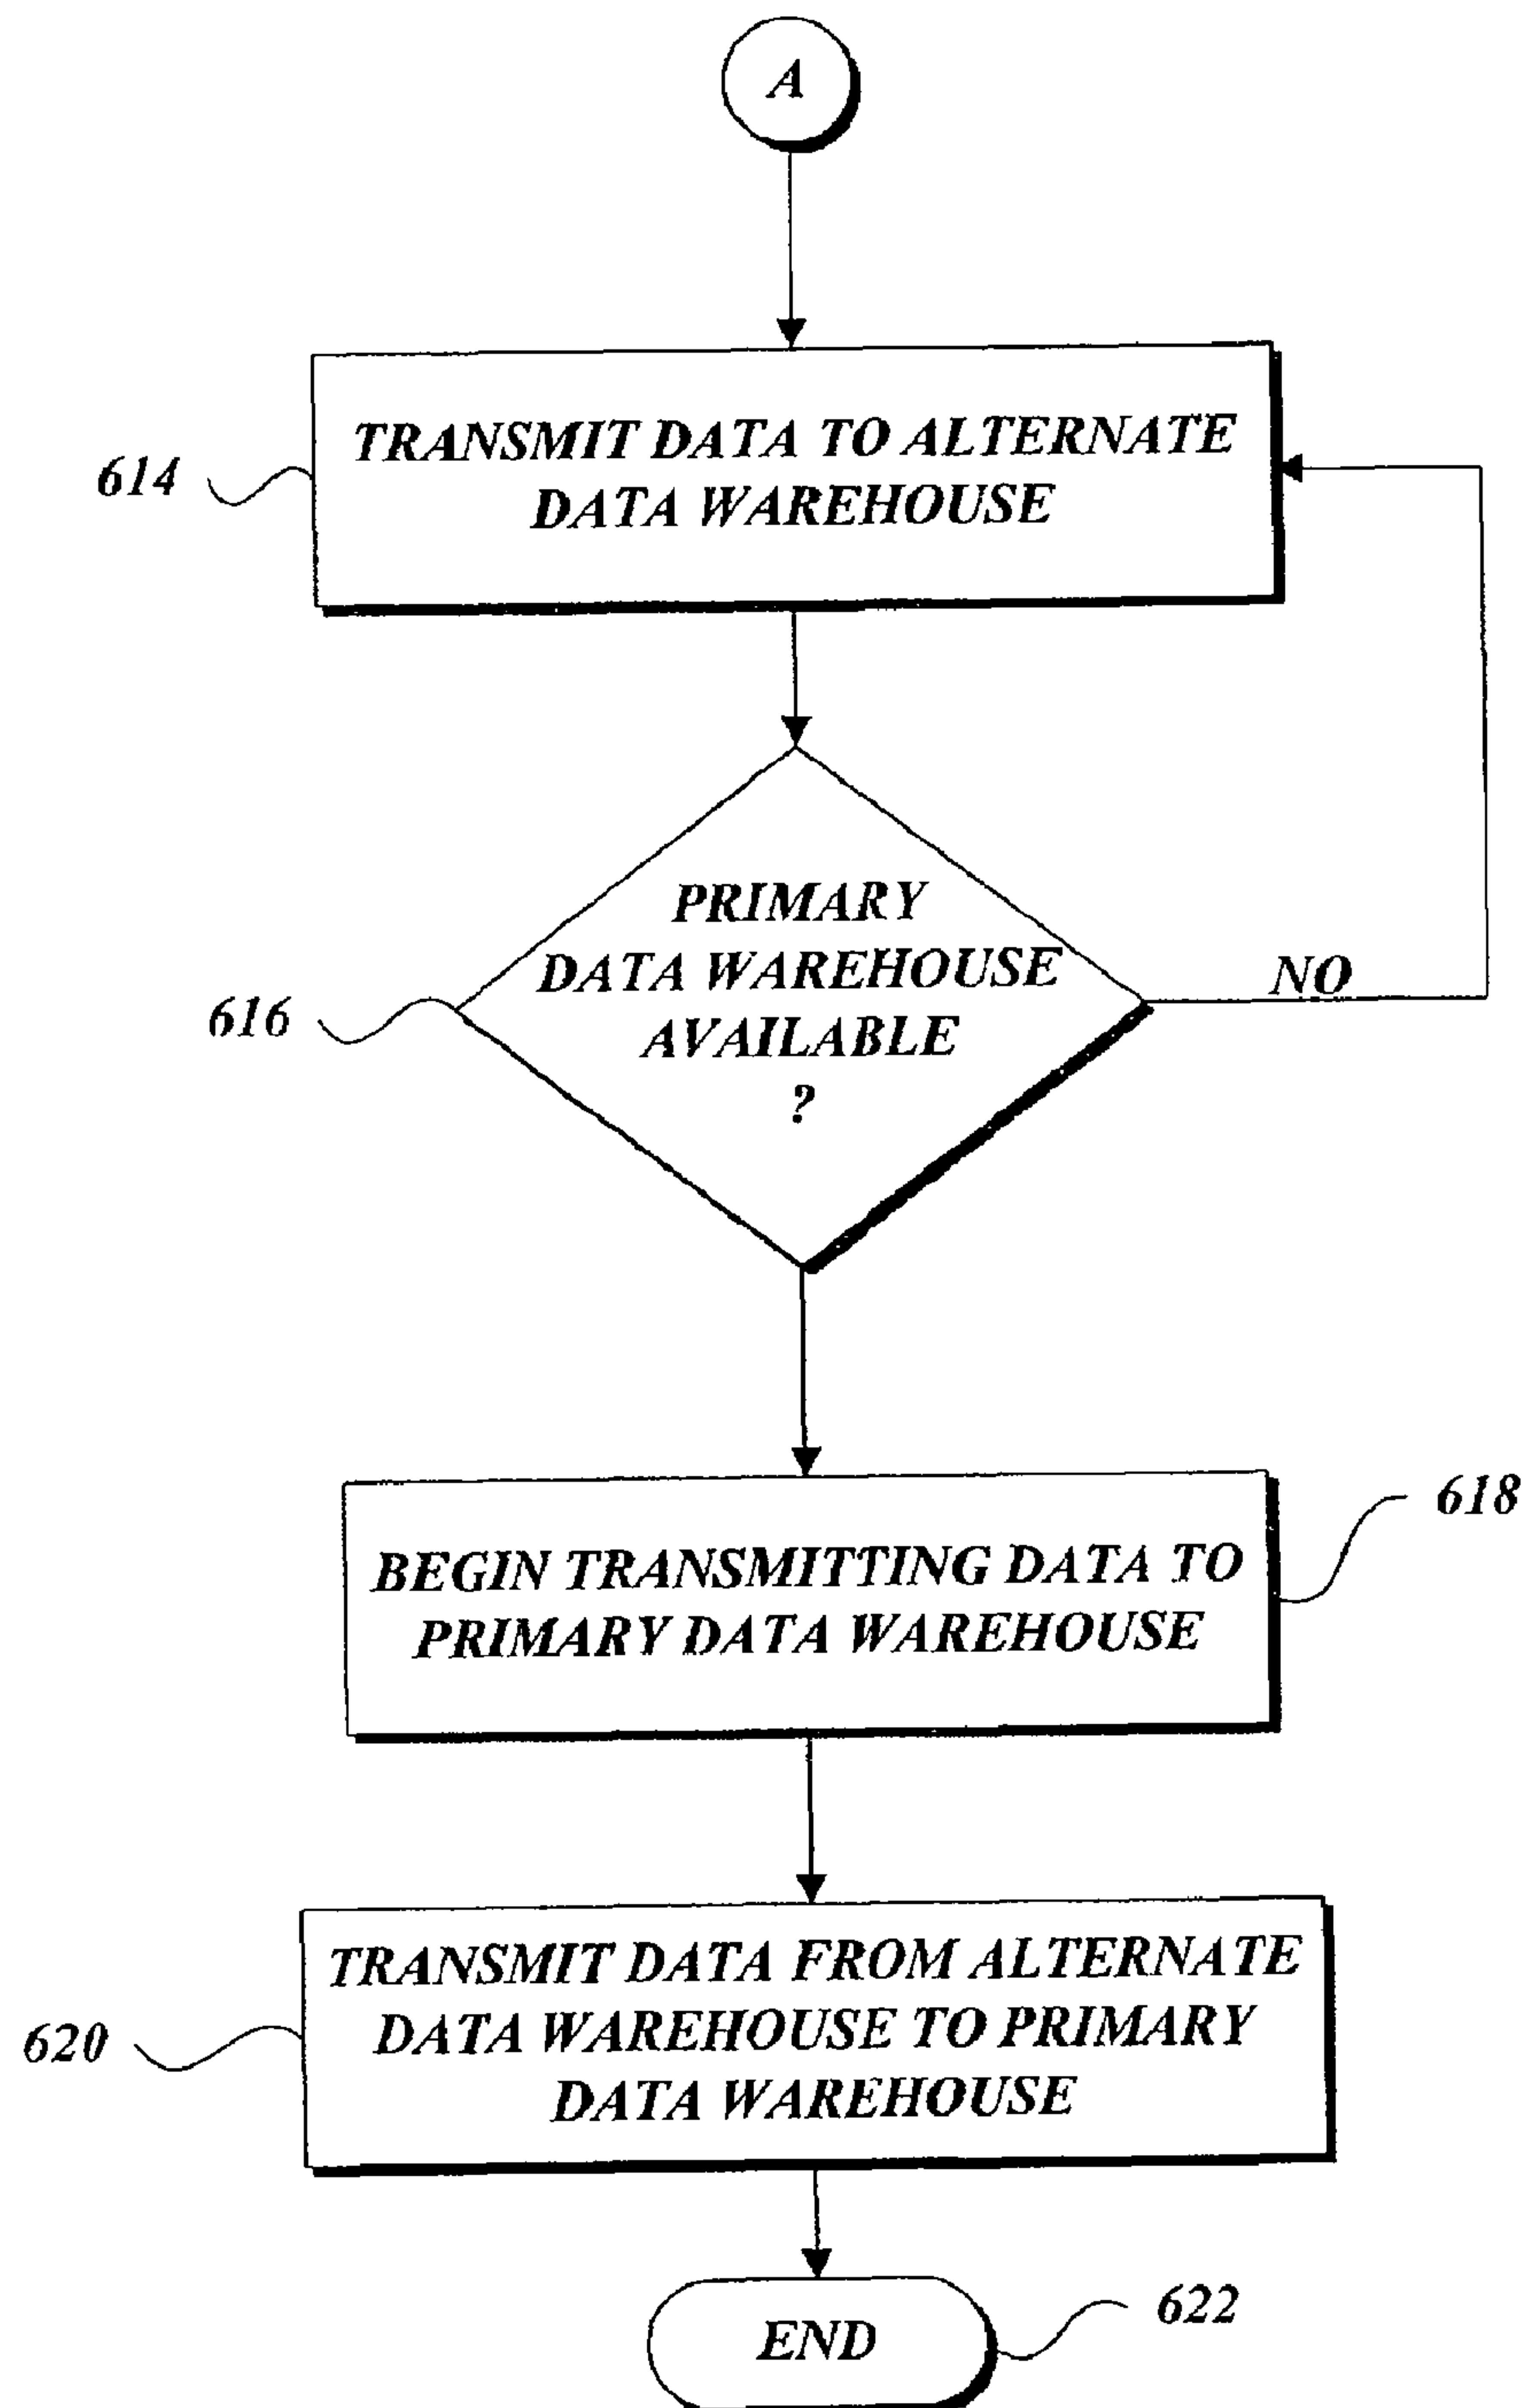 A
TRANSMIT DATA TO ALTERNATE
DATA WAREHOUSE
614
PRIMARY
DATA WAREHOUSE
AVAILABLE
?
NO
616
618
BEGIN TRANSMITTING DATA TO
PRIMARY DATA WAREHOUSE
TRANSMIT DATA FROM ALTERNATE
DATA WAREHOUSE TO PRIMARY
DATA WAREHOUSE
620
END
622